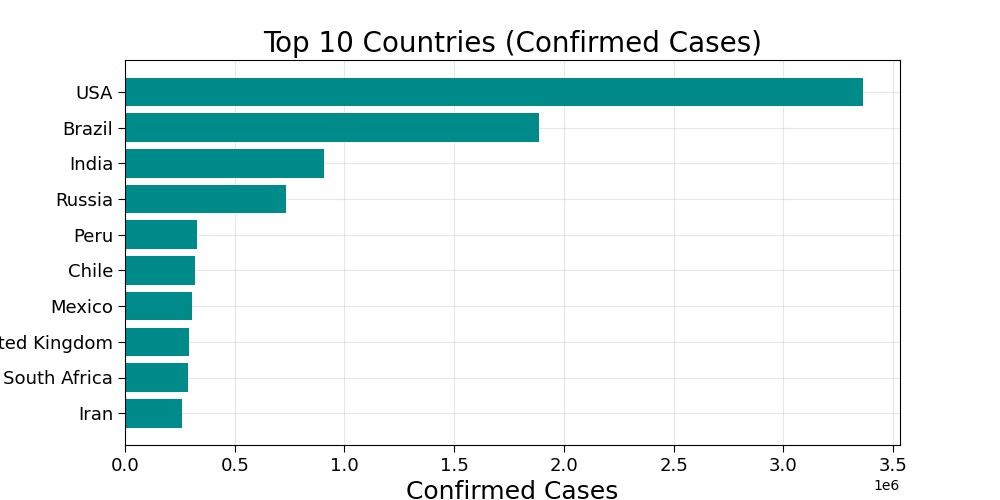 Top 10 Countries (Confirmed Cases)
USA
Brazil
India
Russia
Peru
Chile
Mexico
ted Kingdom
South Africa
Iran
0.0 0.5 1.0 1.5 2.0 2.5 3.0 3.5
1e6
Confirmed Cases